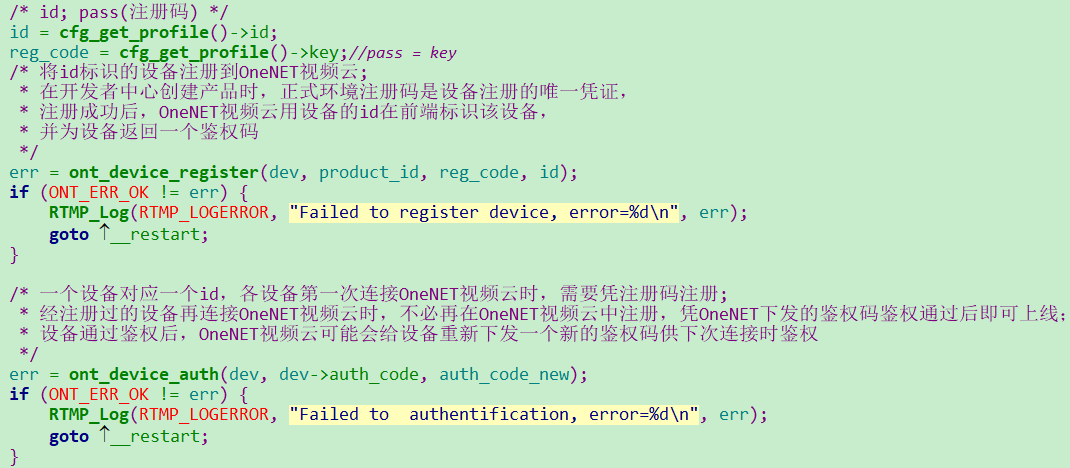 /* id; pass(注册码) */
id = cfg_get_profile()->id;
reg_code = cfg_get_profile()->key;//pass = key
/* 将id标识的设备注册到OneNET视频云;
 * 在开发者中心创建产品时，正式环境注册码是设备注册的唯一凭证，
 * 注册成功后，OneNET视频云用设备的id在前端标识该设备，
 * 并为设备返回一个鉴权码
 */
err = ont_device_register(dev, product_id, reg_code, id);
if (ONT_ERR_OK != err) {
    RTMP_Log(RTMP_LOGERROR, "Failed to register device, error=%d\n", err);
    goto ↑__restart;
}
/* 一个设备对应一个id，各设备第一次连接OneNET视频云时，需要凭注册码注册;
 * 经注册过的设备再连接OneNET视频云时，不必再在OneNET视频云中注册，凭OneNET下发的鉴权码鉴权通过后即可上线;
 * 设备通过鉴权后，OneNET视频云可能会给设备重新下发一个新的鉴权码供下次连接时鉴权
 */
err = ont_device_auth(dev, dev->auth_code, auth_code_new);
if (ONT_ERR_OK != err) {
    RTMP_Log(RTMP_LOGERROR, "Failed to  authentification, error=%d\n", err);
    goto ↑__restart;
}